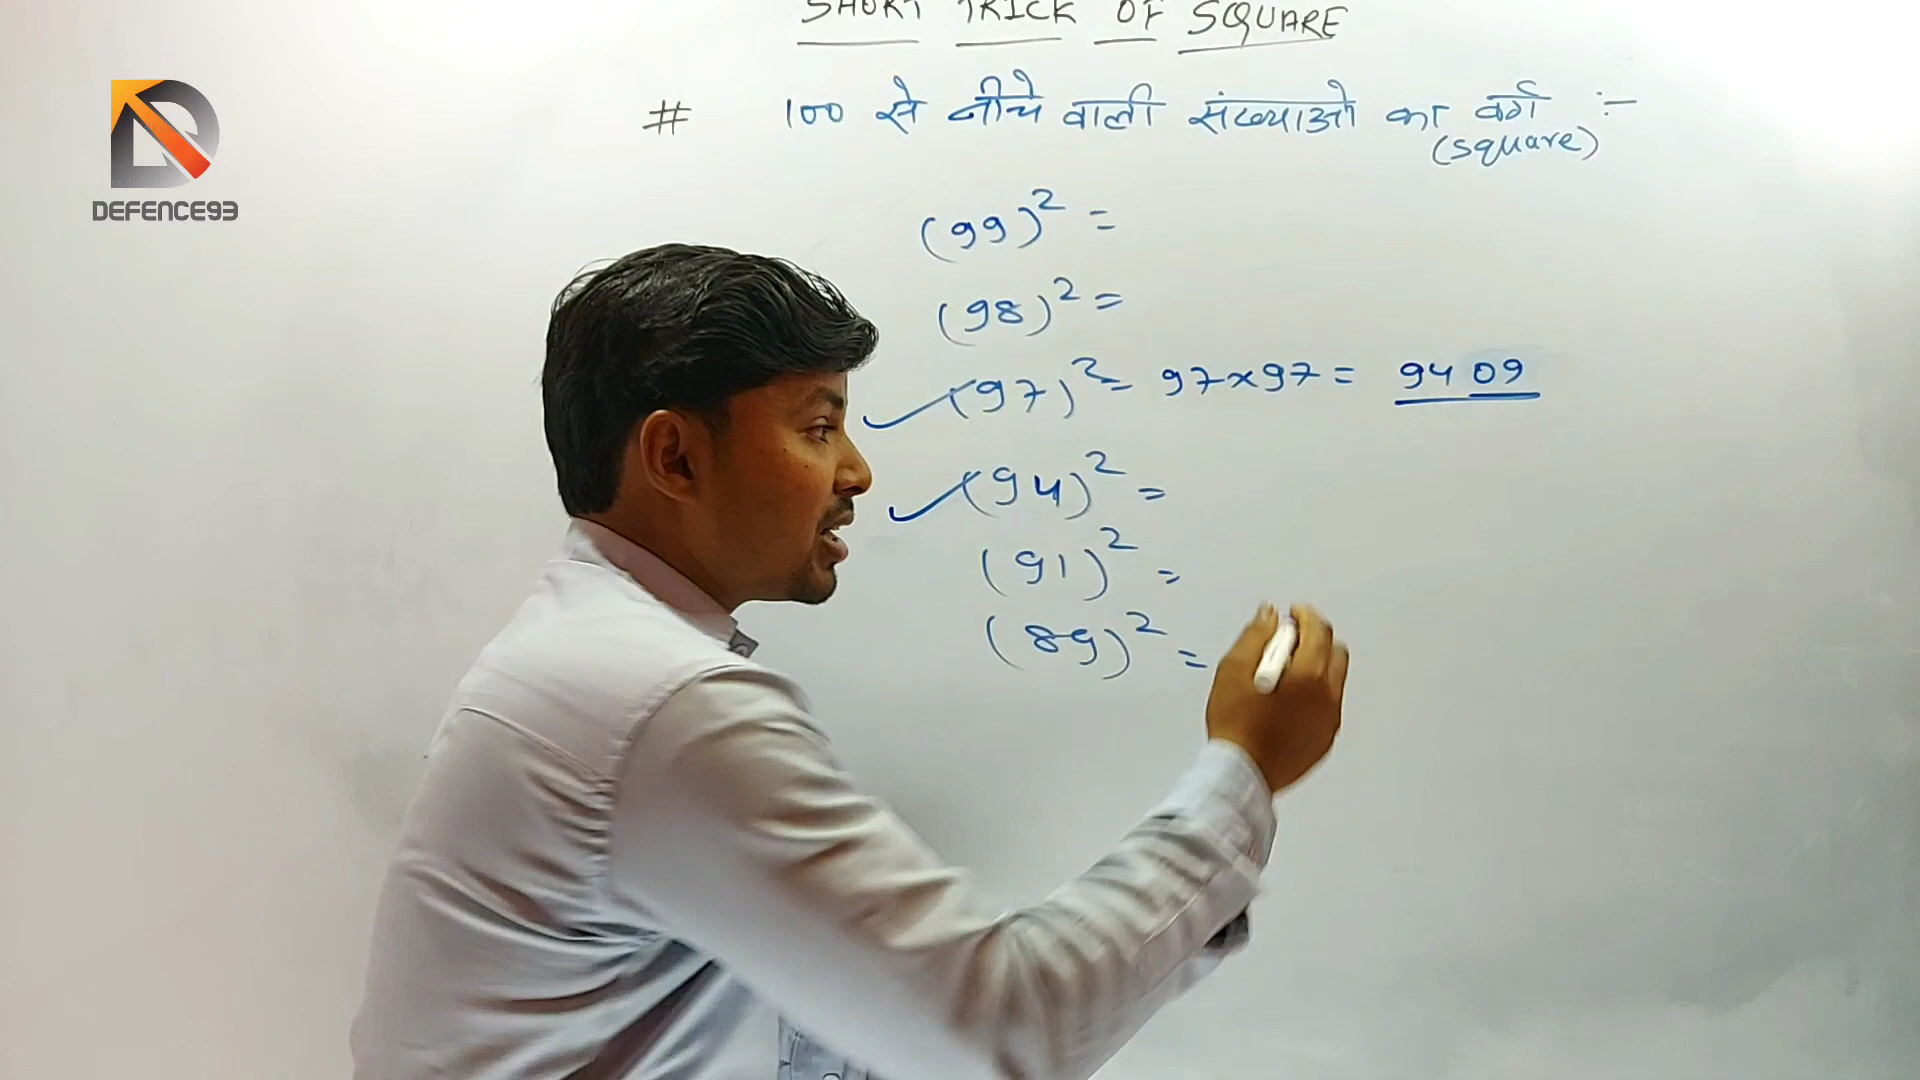 SHORT TRICK OF SQUARE
# 100 से नीचे वाली संख्याओ का वर्ग :-
(square)
DEFENCE93
(99)² =
(98)² =
(97)² = 97×97 = 9409
(94)² =
(91)² =
(89)² =